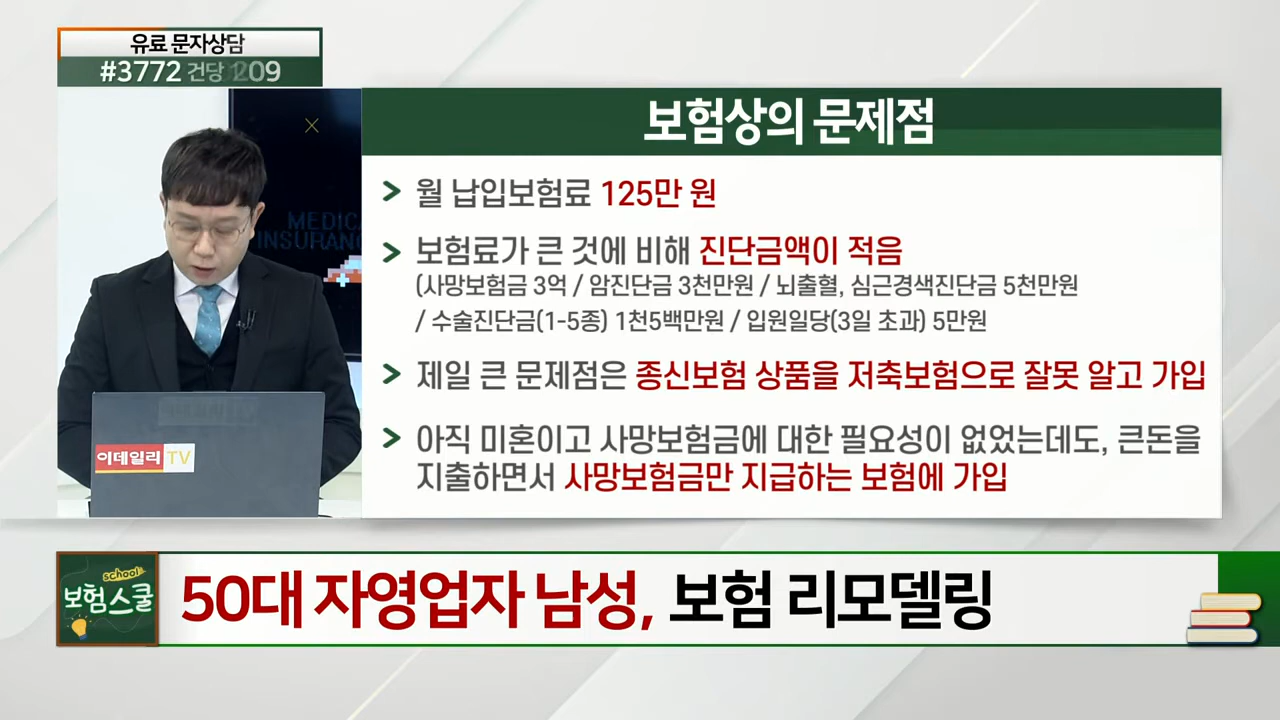 유료 문자상담
#3772 건당 209
보험상의 문제점
월 납입보험료 125만 원
보험료가 큰 것에 비해 진단금액이 적음
(사망보험금 3억 / 암진단금 3천만원 / 뇌출혈, 심근경색진단금 5천만원
/ 수술진단금(1-5종) 1천5백만원 / 입원일당(3일 초과) 5만원
제일 큰 문제점은 종신보험 상품을 저축보험으로 잘못 알고 가입
아직 미혼이고 사망보험금에 대한 필요성이 없었는데도, 큰돈을
지출하면서 사망보험금만 지급하는 보험에 가입
MEDICA
INSURANC
이데일리 TV
school
보험스쿨
50대 자영업자 남성, 보험 리모델링